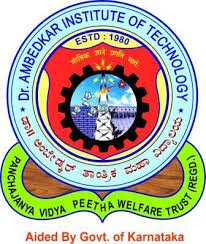 Dr. AMBEDKAR INSTITUTE OF TECHNOLOGY
ESTD : 1980
ಡಾ|| ಅಂಬೇಡ್ಕರ್ ತಾಂತ್ರಿಕ ಮಹಾ ವಿದ್ಯಾಲಯ
PANCHAJANYA VIDYA PEETHA WELFARE TRUST (REGD.)
Aided By Govt. of Karnataka